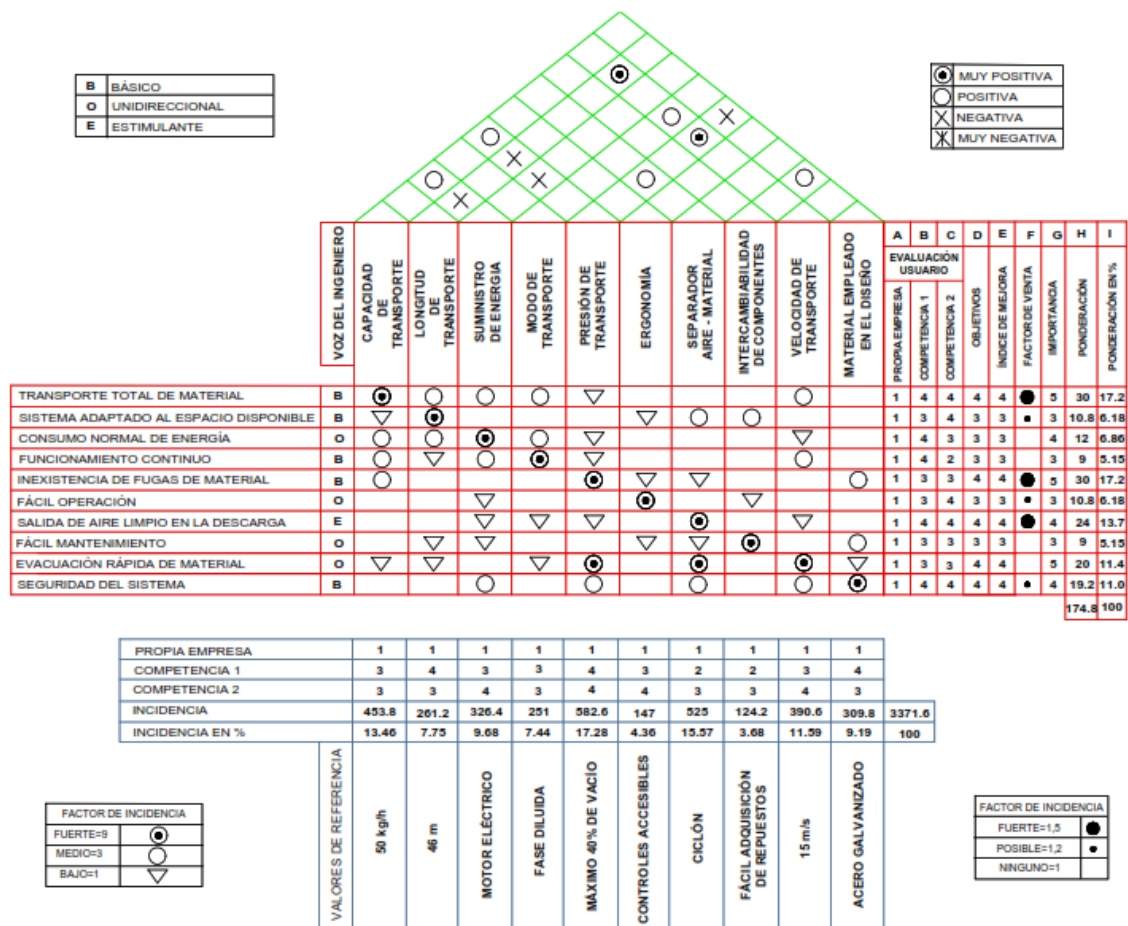 B BÁSICO
O UNIDIRECCIONAL
E ESTIMULANTE
MUY POSITIVA
POSITIVA
NEGATIVA
MUY NEGATIVA
VOZ DEL INGENIERO
CAPACIDAD
DE
TRANSPORTE
LONGITUD
DE
TRANSPORTE
SUMINISTRO
DE ENERGIA
MODO DE
TRANSPORTE
PRESIÓN DE
TRANSPORTE
ERGONOMÍA
SEPARADOR
AIRE - MATERIAL
INTERCAMBIABILIDAD
DE COMPONENTES
VELOCIDAD DE
TRANSPORTE
MATERIAL EMPLEADO
EN EL DISEÑO
A B C D E F G H I
EVALUACIÓN
USUARIO
PROPIA EMPRESA
COMPETENCIA 1
COMPETENCIA 2
OBJETIVOS
ÍNDICE DE MEJORA
FACTOR DE VENTA
IMPORTANCIA
PONDERACIÓN
PONDERACIÓN EN %
TRANSPORTE TOTAL DE MATERIAL B 1 4 4 4 4 5 30 17.2
SISTEMA ADAPTADO AL ESPACIO DISPONIBLE B 1 3 4 3 3 3 10.8 6.18
CONSUMO NORMAL DE ENERGÍA O 1 4 3 3 3 4 12 6.86
FUNCIONAMIENTO CONTINUO B 1 4 2 3 3 3 9 5.15
INEXISTENCIA DE FUGAS DE MATERIAL B 1 3 3 4 4 5 30 17.2
FÁCIL OPERACIÓN O 1 3 4 3 3 3 10.8 6.18
SALIDA DE AIRE LIMPIO EN LA DESCARGA E 1 4 4 4 4 4 24 13.7
FÁCIL MANTENIMIENTO O 1 3 3 3 3 3 9 5.15
EVACUACIÓN RÁPIDA DE MATERIAL O 1 3 3 4 4 5 20 11.4
SEGURIDAD DEL SISTEMA B 1 4 4 4 4 4 19.2 11.0
174.8 100
PROPIA EMPRESA 1 1 1 1 1 1 1 1 1 1
COMPETENCIA 1 3 4 3 3 4 3 2 2 3 4
COMPETENCIA 2 3 3 4 3 4 4 3 3 4 3
INCIDENCIA 453.8 261.2 326.4 251 582.6 147 525 124.2 390.6 309.8 3371.6
INCIDENCIA EN % 13.46 7.75 9.68 7.44 17.28 4.36 15.57 3.68 11.59 9.19 100
VALORES DE REFERENCIA
50 kg/h
46 m
MOTOR ELÉCTRICO
FASE DILUIDA
MÁXIMO 40% DE VACÍO
CONTROLES ACCESIBLES
CICLÓN
FÁCIL ADQUISICIÓN
DE REPUESTOS
15 m/s
ACERO GALVANIZADO
FACTOR DE INCIDENCIA
FUERTE=9
MEDIO=3
BAJO=1
FACTOR DE INCIDENCIA
FUERTE=1,5
POSIBLE=1,2
NINGUNO=1